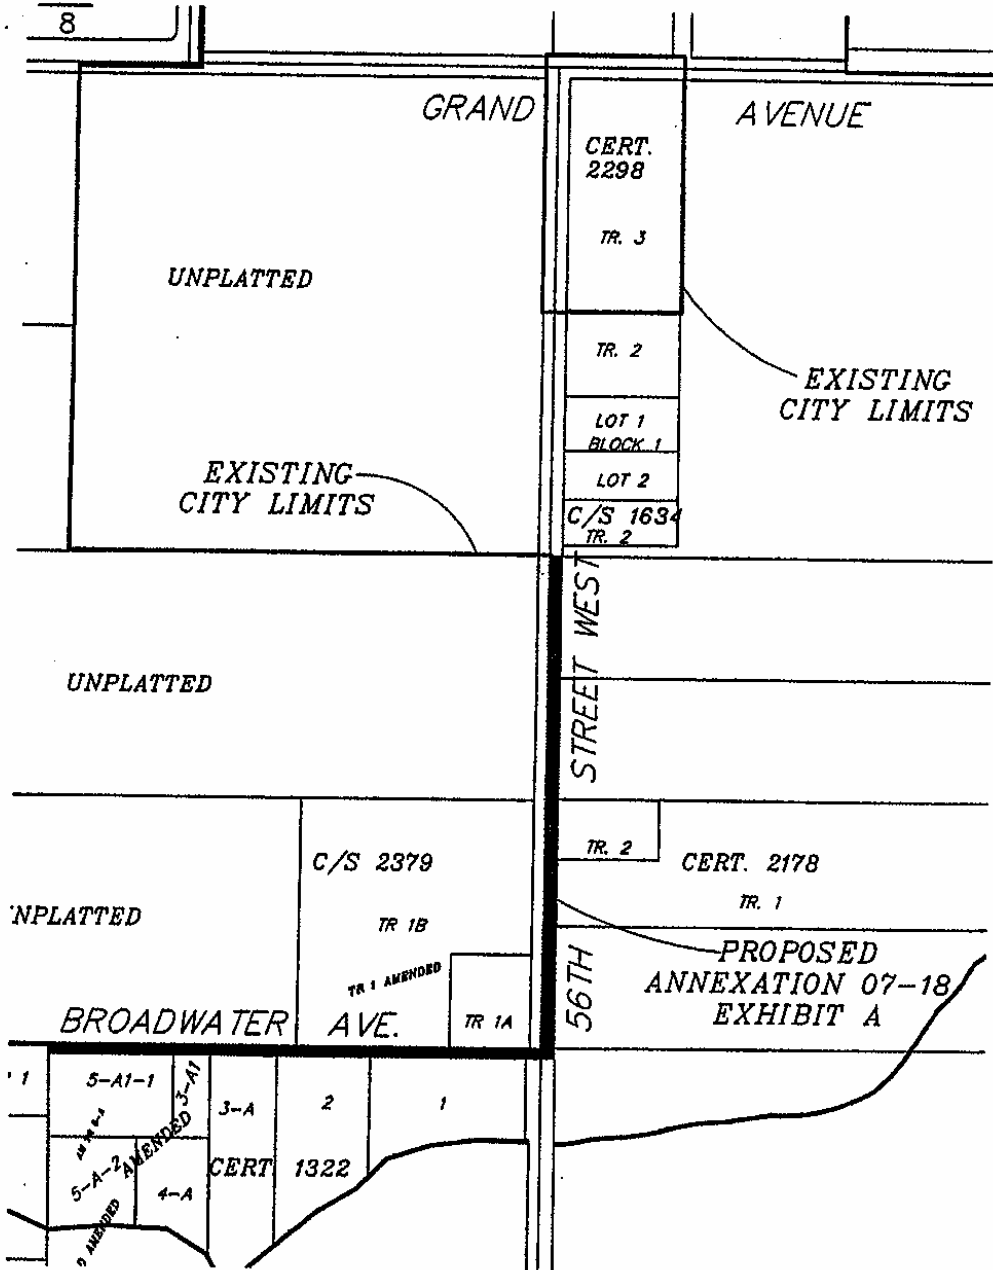 8
GRAND AVENUE
CERT.
2298
TR. 3
UNPLATTED
TR. 2
EXISTING
CITY LIMITS
LOT 1
BLOCK 1
EXISTING
CITY LIMITS
LOT 2
C/S 1634
TR. 2
56TH STREET WEST
UNPLATTED
TR. 2
C/S 2379
CERT. 2178
TR. 1
NPLATTED
TR 1B
PROPOSED
ANNEXATION 07-18
EXHIBIT A
TR 1 AMENDED
TR 1A
BROADWATER AVE.
1
5-A1-1
3-A1
3-A
2
1
AMENDED
5-A-2
4-A
CERT 1322
AMENDED